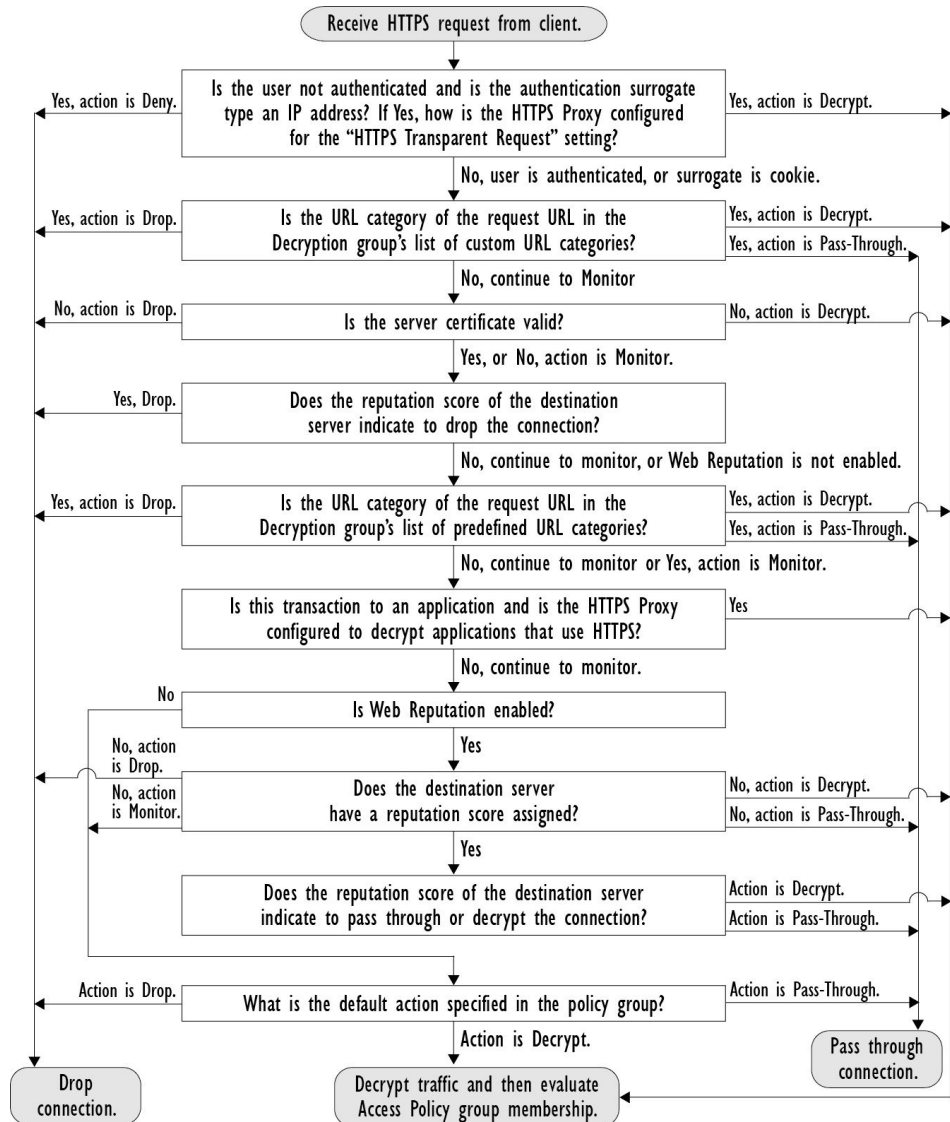 Receive HTTPS request from client.
Is the user not authenticated and is the authentication surrogate
type an IP address? If Yes, how is the HTTPS Proxy configured
for the “HTTPS Transparent Request” setting?
Yes, action is Deny.
Yes, action is Decrypt.
No, user is authenticated, or surrogate is cookie.
Yes, action is Drop.
Is the URL category of the request URL in the
Decryption group’s list of custom URL categories?
Yes, action is Decrypt.
Yes, action is Pass-Through.
No, continue to Monitor
No, action is Drop.
Is the server certificate valid?
No, action is Decrypt.
Yes, or No, action is Monitor.
Yes, Drop.
Does the reputation score of the destination
server indicate to drop the connection?
No, continue to monitor, or Web Reputation is not enabled.
Yes, action is Drop.
Is the URL category of the request URL in the
Decryption group’s list of predefined URL categories?
Yes, action is Decrypt.
Yes, action is Pass-Through.
No, continue to monitor or Yes, action is Monitor.
Is this transaction to an application and is the HTTPS Proxy
configured to decrypt applications that use HTTPS?
Yes
No, continue to monitor.
No
Is Web Reputation enabled?
Yes
No, action
is Drop.
No, action
is Monitor.
Does the destination server
have a reputation score assigned?
No, action is Decrypt.
No, action is Pass-Through.
Yes
Does the reputation score of the destination server
indicate to pass through or decrypt the connection?
Action is Decrypt.
Action is Pass-Through.
Action is Drop.
What is the default action specified in the policy group?
Action is Pass-Through.
Action is Decrypt.
Drop
connection.
Decrypt traffic and then evaluate
Access Policy group membership.
Pass through
connection.